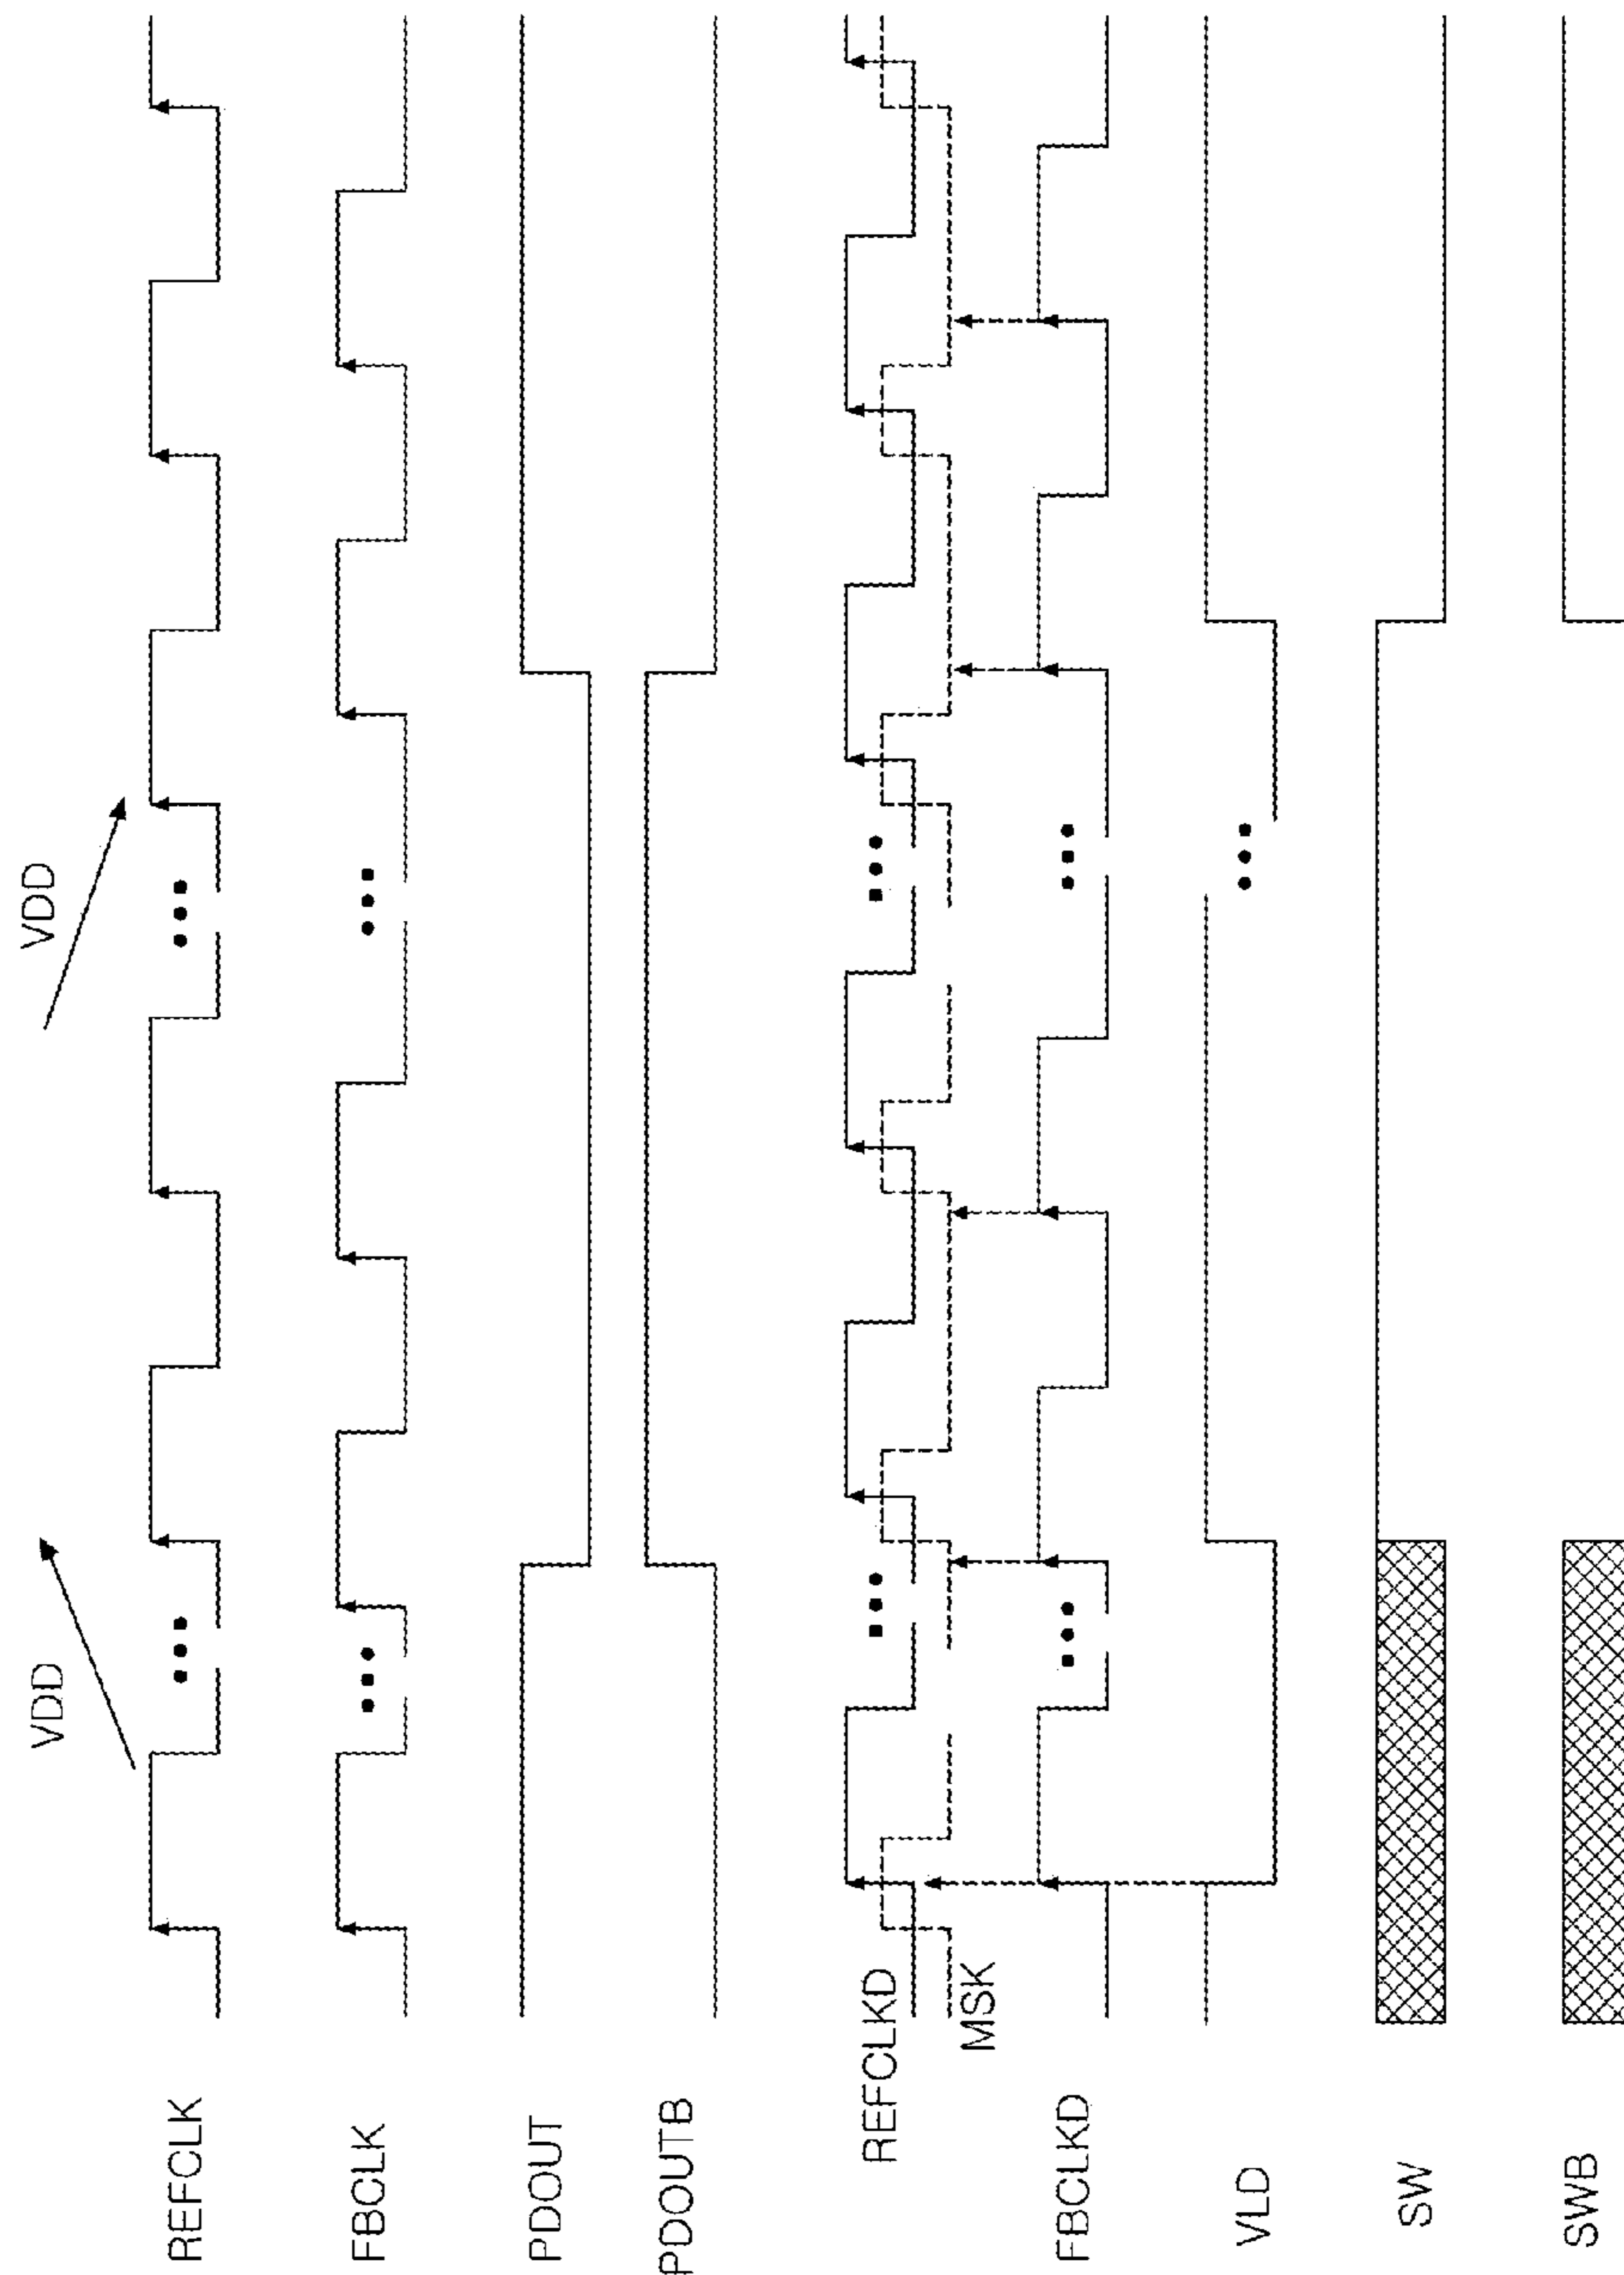 VDD
VDD
REFCLK
FBCLK
PDOUT
PDOUTB
REFCLKD
MSK
FBCLKD
VLD
SW
SWB